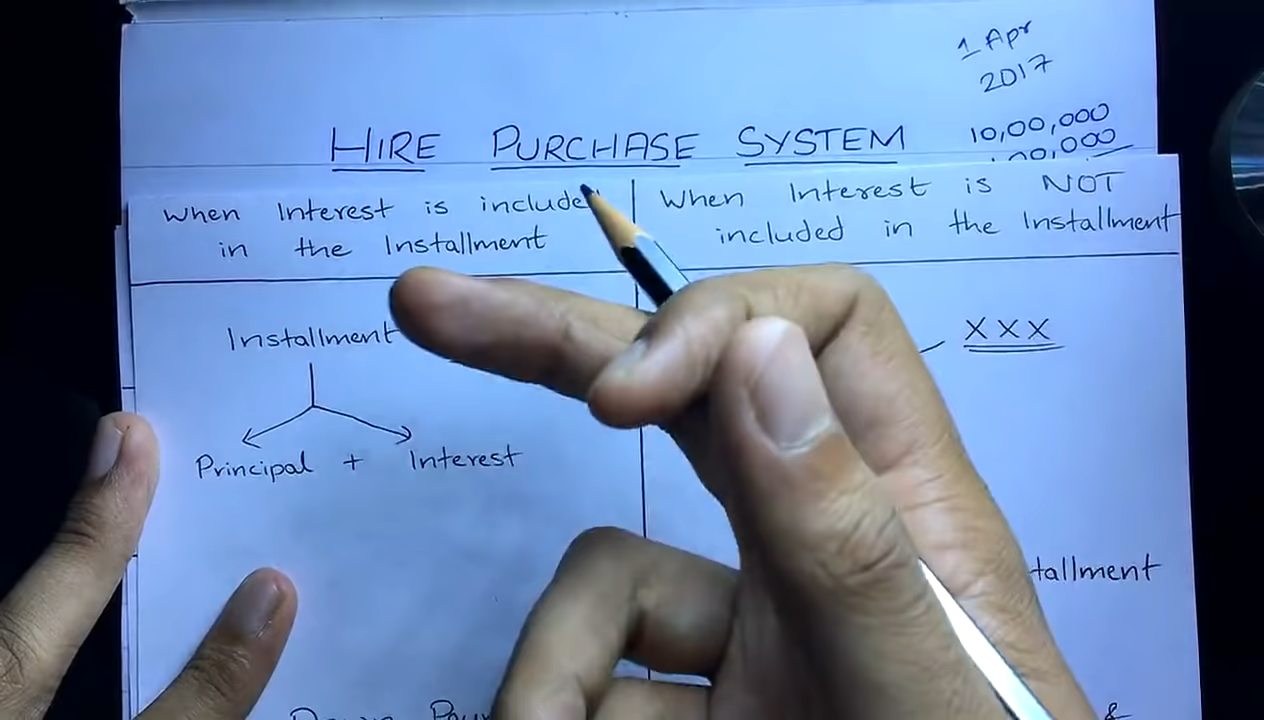 1 Apr
2017
HIRE PURCHASE SYSTEM
10,00,000
When Interest is included
in the Installment
When Interest is NOT
included in the Installment
Installment
XXX
Principal + Interest
tallment
Down
&